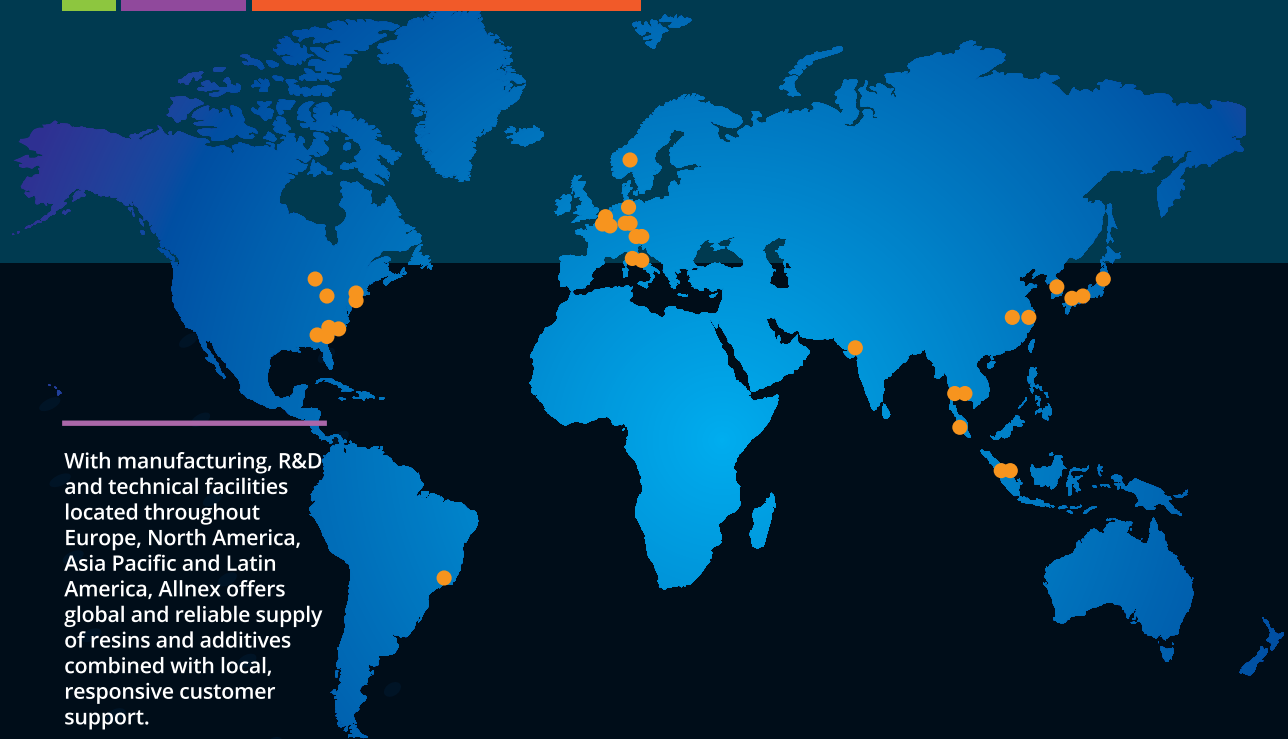 With manufacturing, R&D
and technical facilities
located throughout
Europe, North America,
Asia Pacific and Latin
America, Allnex offers
global and reliable supply
of resins and additives
combined with local,
responsive customer
support.